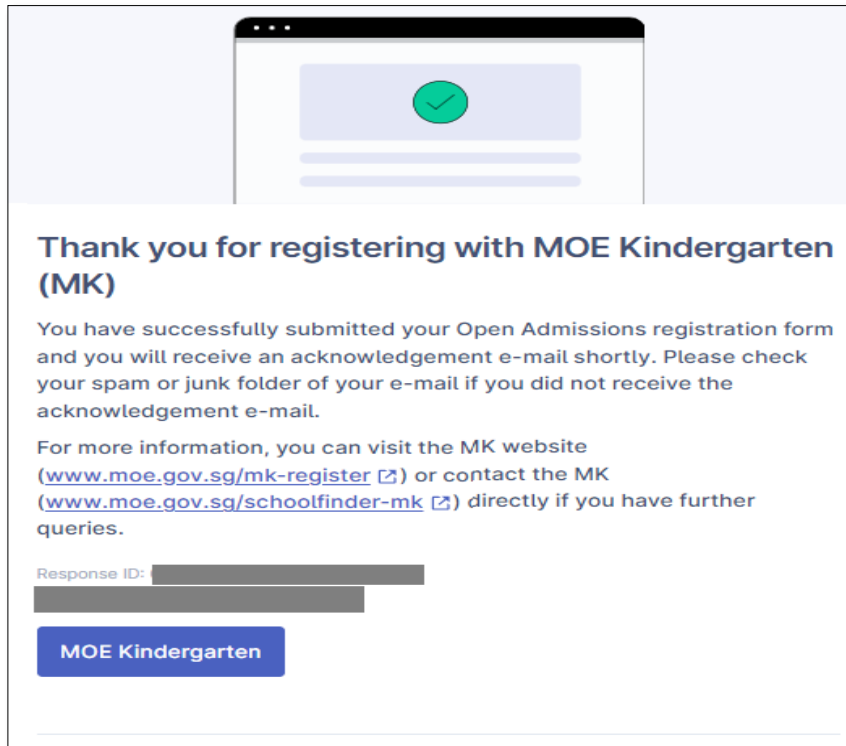 Thank you for registering with MOE Kindergarten
(MK)
You have successfully submitted your Open Admissions registration form
and you will receive an acknowledgement e-mail shortly. Please check
your spam or junk folder of your e-mail if you did not receive the
acknowledgement e-mail.
For more information, you can visit the MK website
(www.moe.gov.sg/mk-register) or contact the MK
(www.moe.gov.sg/schoolfinder-mk) directly if you have further
queries.
Response ID:
MOE Kindergarten